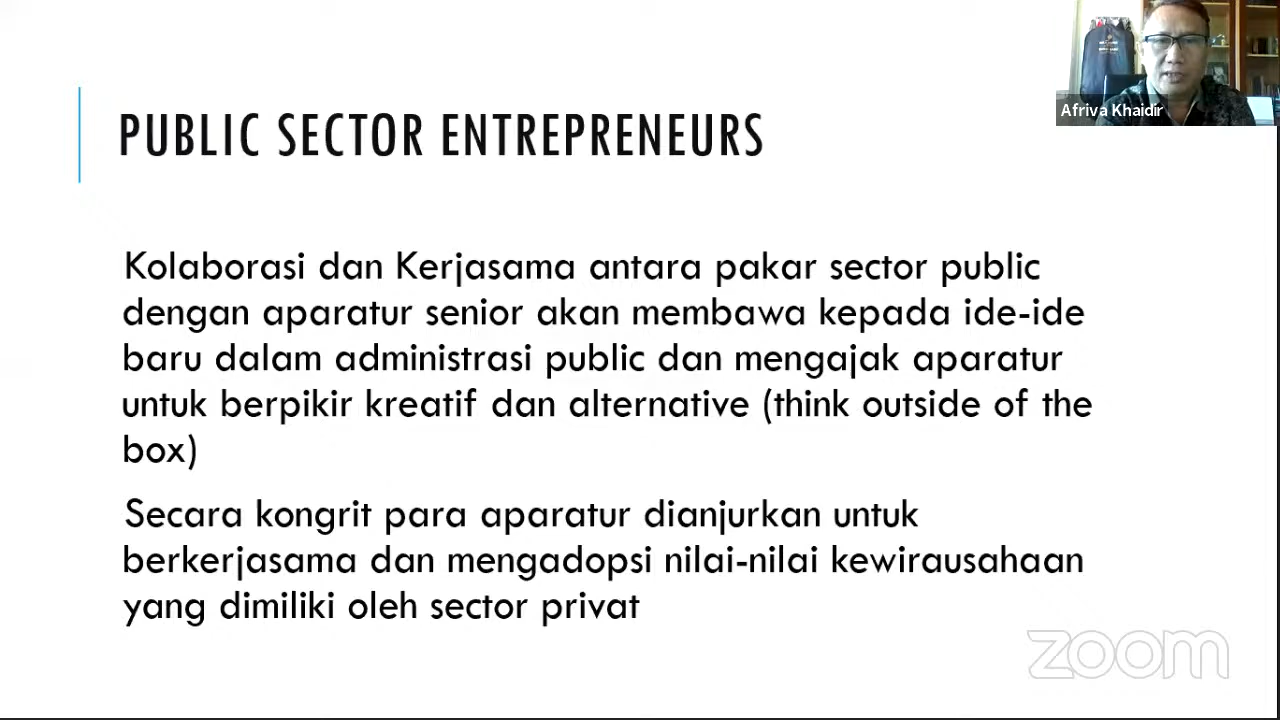 Afriva Khaidir
PUBLIC SECTOR ENTREPRENEURS
Kolaborasi dan Kerjasama antara pakar sector public
dengan aparatur senior akan membawa kepada ide-ide
baru dalam administrasi public dan mengajak aparatur
untuk berpikir kreatif dan alternative (think outside of the
box)
Secara kongrit para aparatur dianjurkan untuk
berkerjasama dan mengadopsi nilai-nilai kewirausahaan
yang dimiliki oleh sector privat
zoom